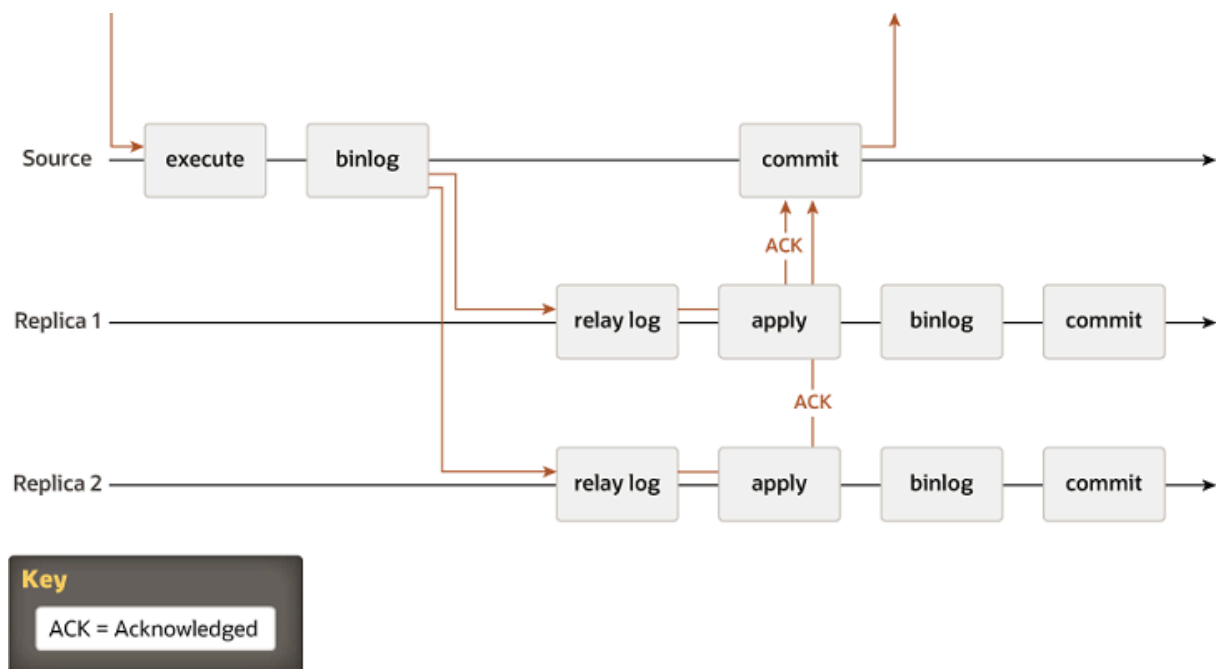 Source
execute
binlog
commit
ACK
Replica 1
relay log
apply
binlog
commit
ACK
Replica 2
relay log
apply
binlog
commit
Key
ACK = Acknowledged